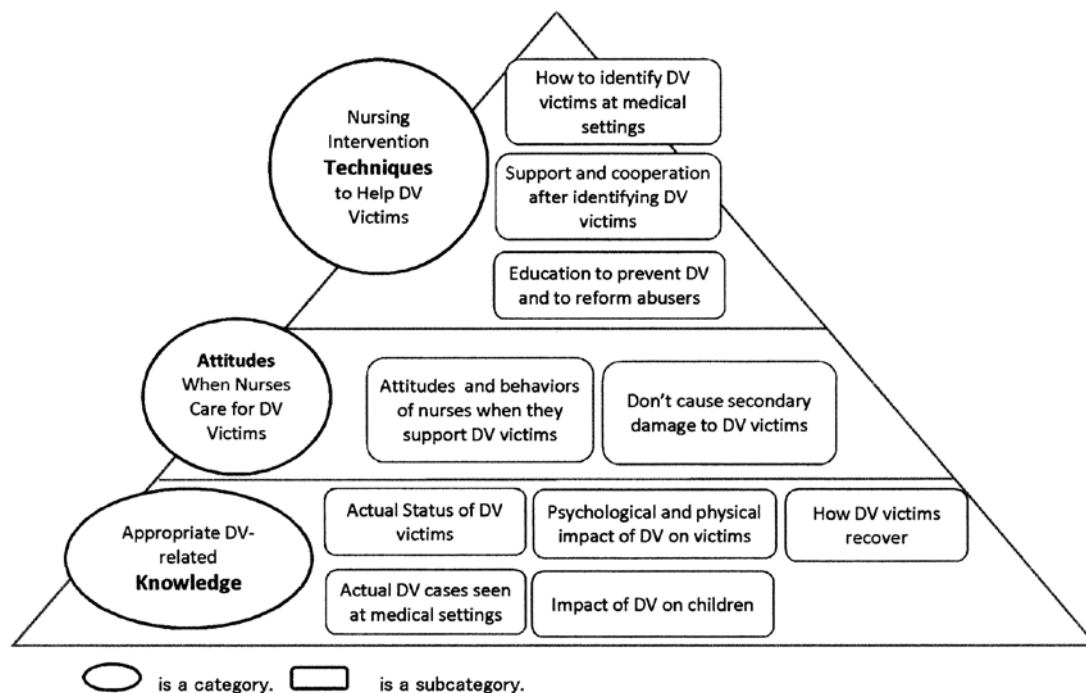 Nursing
Intervention
Techniques
to Help DV
Victims
How to identify DV
victims at medical
settings
Support and cooperation
after identifying DV
victims
Education to prevent DV
and to reform abusers
Attitudes
When Nurses
Care for DV
Victims
Attitudes and behaviors
of nurses when they
support DV victims
Don't cause secondary
damage to DV victims
Appropriate DV-
related
Knowledge
Actual Status of DV
victims
Psychological and physical
impact of DV on victims
How DV victims
recover
Actual DV cases seen
at medical settings
Impact of DV on children
is a category.
is a subcategory.